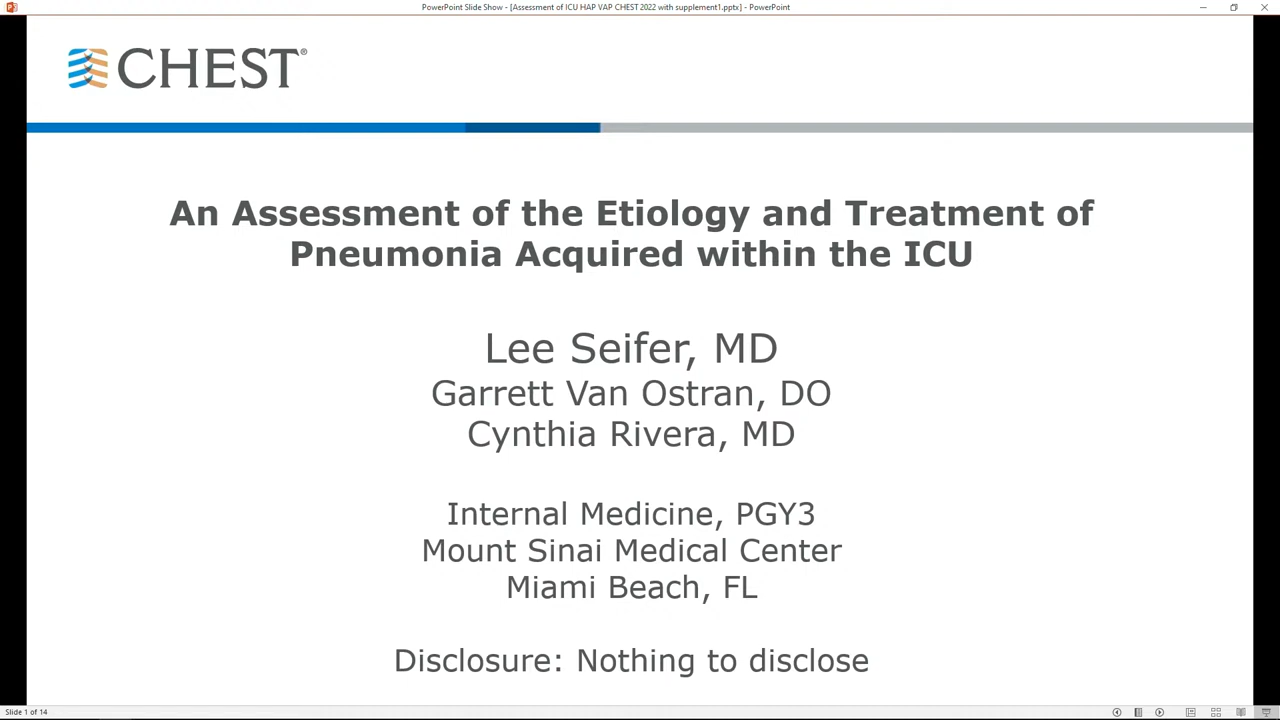 PowerPoint Slide Show - [Assessment of ICU HAP VAP CHEST 2022 with supplement1.pptx] - PowerPoint
CHEST®
An Assessment of the Etiology and Treatment of
Pneumonia Acquired within the ICU
Lee Seifer, MD
Garrett Van Ostran, DO
Cynthia Rivera, MD
Internal Medicine, PGY3
Mount Sinai Medical Center
Miami Beach, FL
Disclosure: Nothing to disclose
Slide 1 of 14